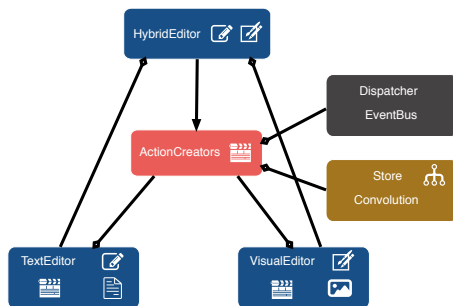 HybridEditor
Dispatcher
EventBus
ActionCreators
Store
Convolution
TextEditor
VisualEditor